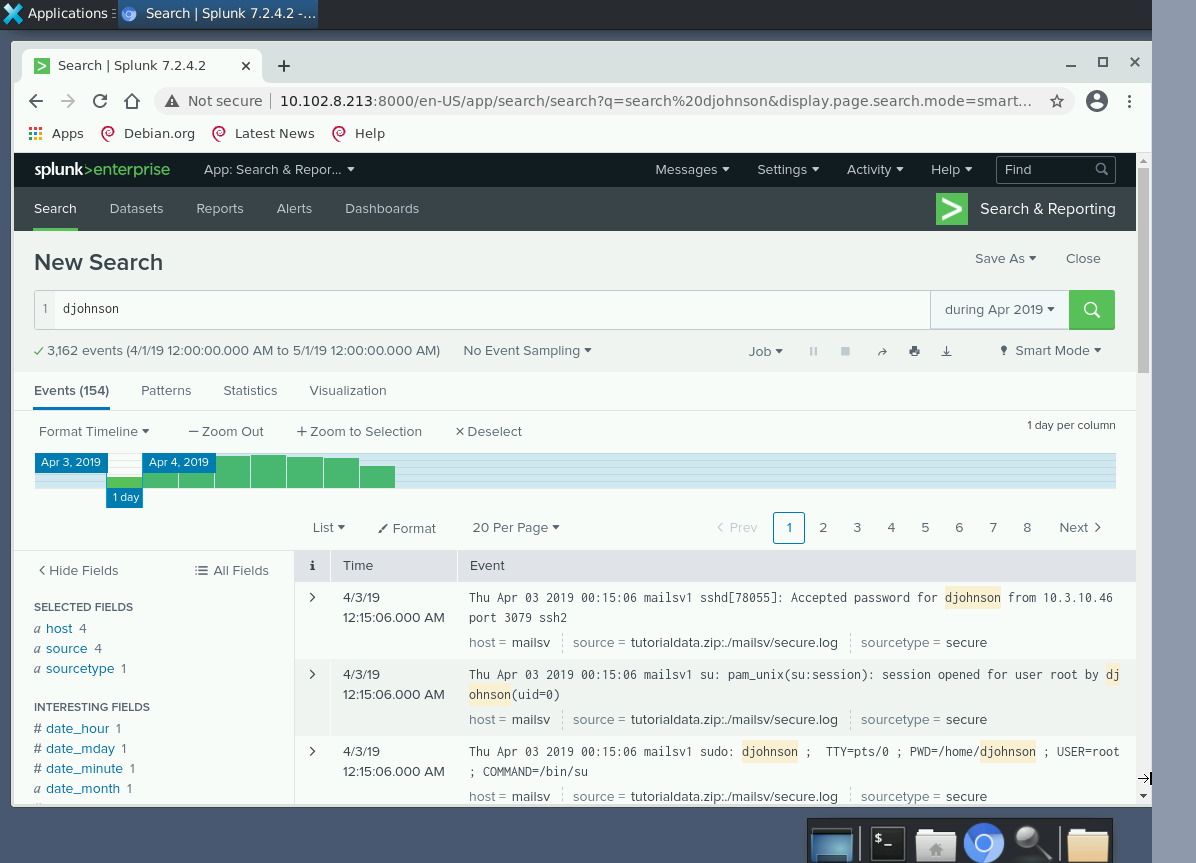 Applications
Search | Splunk 7.2.4.2 -...
Search | Splunk 7.2.4.2
Not secure | 10.102.8.213:8000/en-US/app/search/search?q=search%20djohnson&display.page.search.mode=smart...
Apps Debian.org Latest News Help
splunk>enterprise App: Search & Repor... Messages Settings Activity Help Find
Search Datasets Reports Alerts Dashboards Search & Reporting
New Search Save As Close
1 djohnson during Apr 2019
3,162 events (4/1/19 12:00:00.000 AM to 5/1/19 12:00:00.000 AM) No Event Sampling Job Smart Mode
Events (154) Patterns Statistics Visualization
Format Timeline — Zoom Out + Zoom to Selection × Deselect 1 day per column
Apr 3, 2019 Apr 4, 2019
1 day
List Format 20 Per Page < Prev 1 2 3 4 5 6 7 8 Next >
< Hide Fields All Fields
SELECTED FIELDS
a host 4
a source 4
a sourcetype 1
INTERESTING FIELDS
# date_hour 1
# date_mday 1
# date_minute 1
a date_month 1
i Time Event
> 4/3/19
12:15:06.000 AM
Thu Apr 03 2019 00:15:06 mailsv1 sshd[78055]: Accepted password for djohnson from 10.3.10.46
port 3079 ssh2
host = mailsv source = tutorialdata.zip:./mailsv/secure.log sourcetype = secure
> 4/3/19
12:15:06.000 AM
Thu Apr 03 2019 00:15:06 mailsv1 su: pam_unix(su:session): session opened for user root by dj
ohnson(uid=0)
host = mailsv source = tutorialdata.zip:./mailsv/secure.log sourcetype = secure
> 4/3/19
12:15:06.000 AM
Thu Apr 03 2019 00:15:06 mailsv1 sudo: djohnson ; TTY=pts/0 ; PWD=/home/djohnson ; USER=root
; COMMAND=/bin/su
host = mailsv source = tutorialdata.zip:./mailsv/secure.log sourcetype = secure
$_